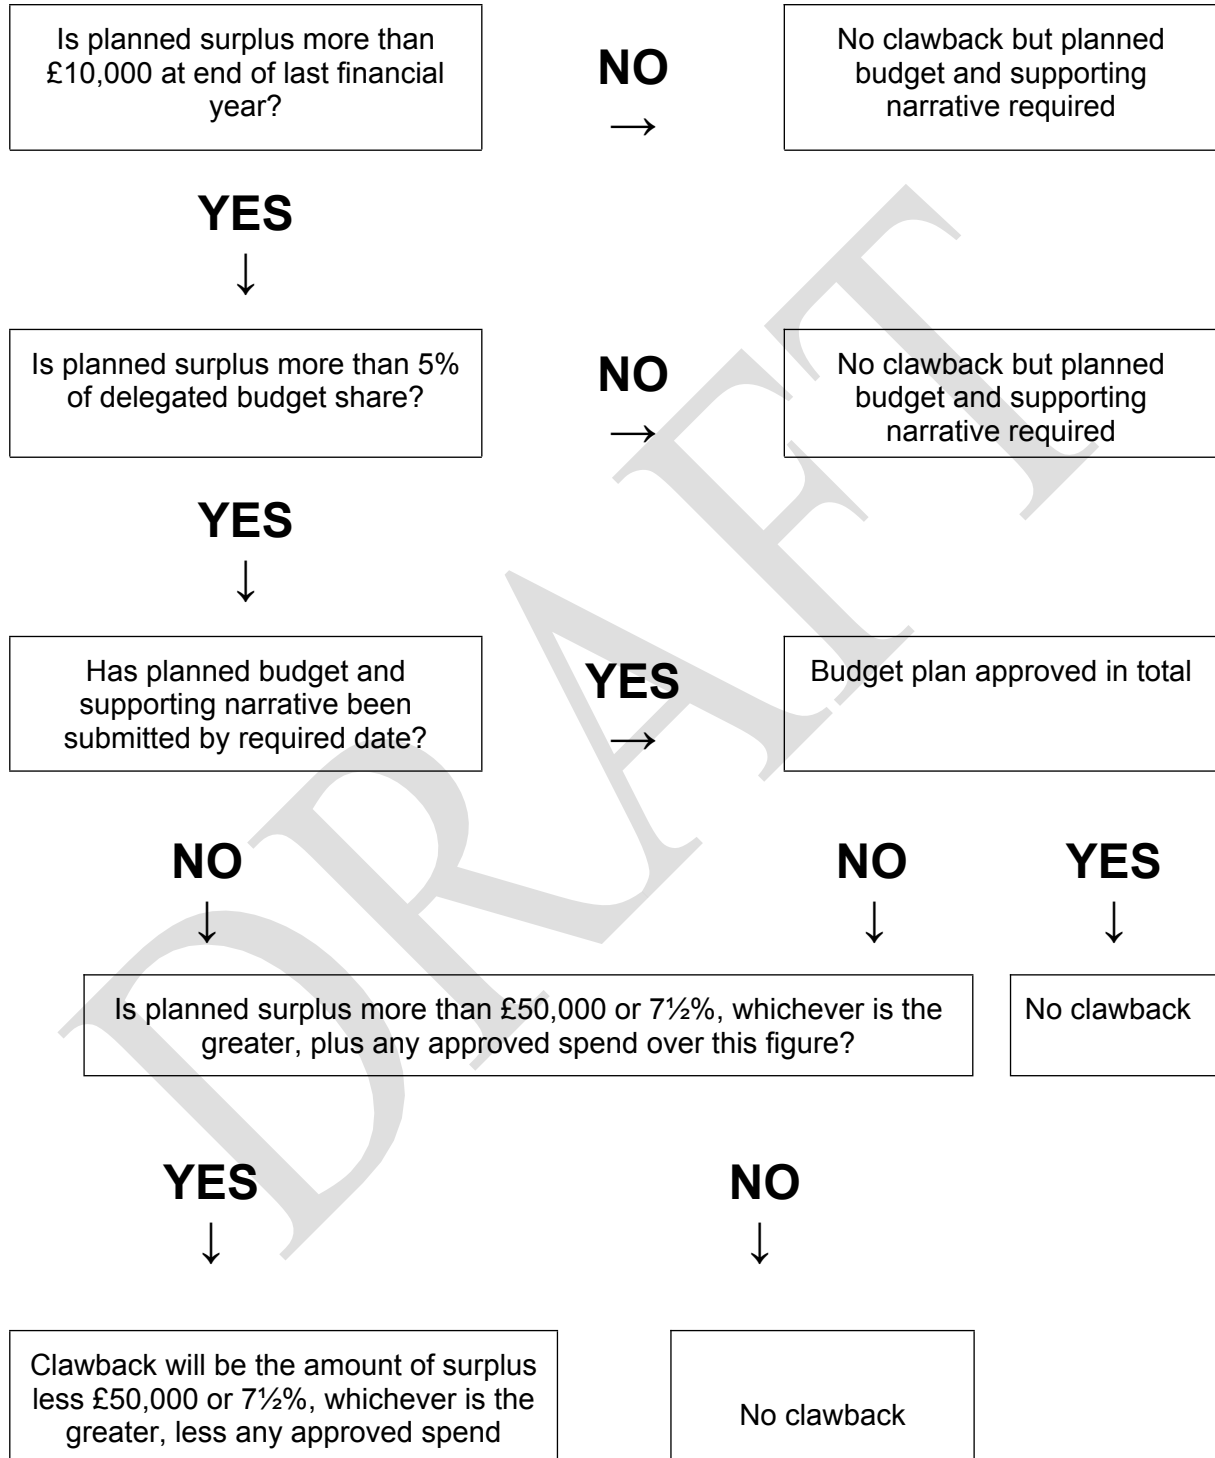 Is planned surplus more than
£10,000 at end of last financial
year?
NO
→
No clawback but planned
budget and supporting
narrative required
YES
↓
Is planned surplus more than 5%
of delegated budget share?
NO
→
No clawback but planned
budget and supporting
narrative required
YES
↓
Has planned budget and
supporting narrative been
submitted by required date?
YES
→
Budget plan approved in total
NO
↓
NO
↓
YES
↓
Is planned surplus more than £50,000 or 7½%, whichever is the
greater, plus any approved spend over this figure?
No clawback
YES
↓
NO
↓
Clawback will be the amount of surplus
less £50,000 or 7½%, whichever is the
greater, less any approved spend
No clawback
DRAFT